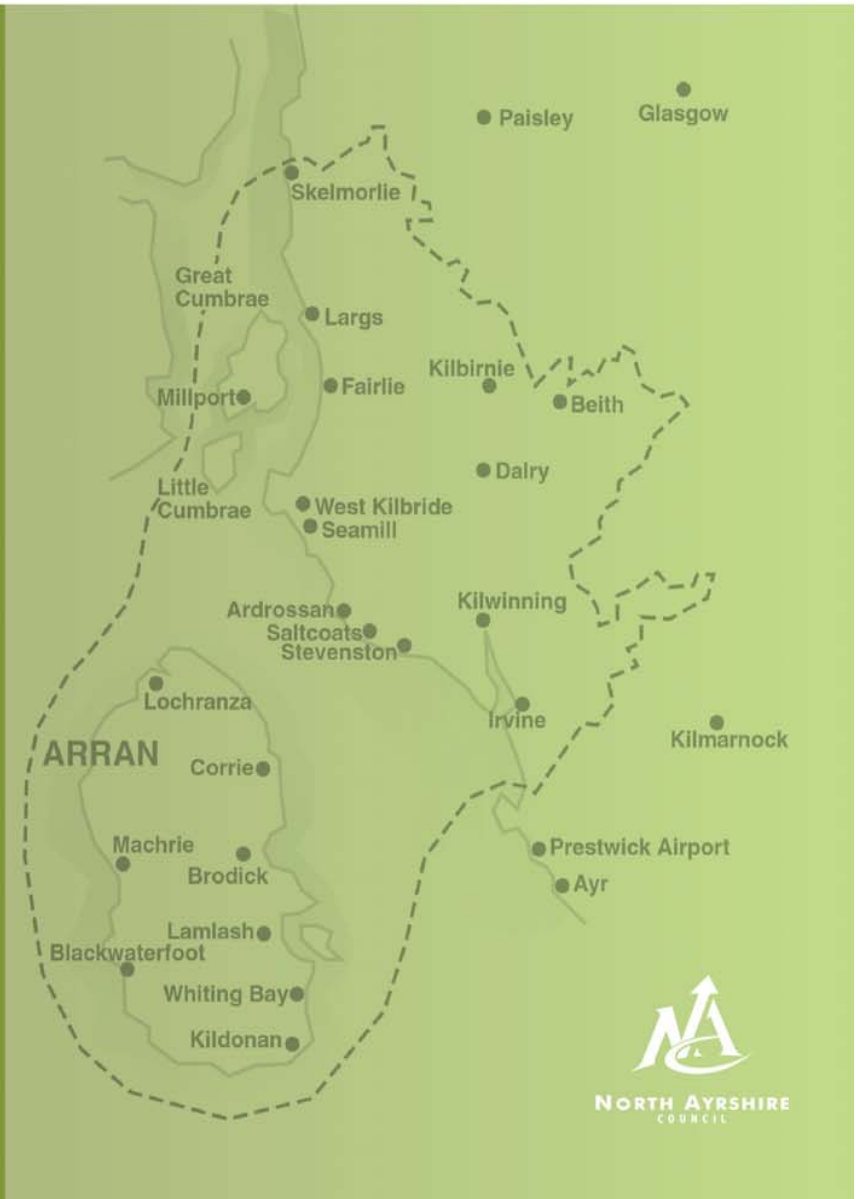 Glasgow
Paisley
Skelmorlie
Great
Cumbrae
Largs
Kilbirnie
Fairlie
Millport
Beith
Dalry
Little
Cumbrae
West Kilbride
Seamill
Kilwinning
Ardrossan
Saltcoats
Stevenston
Lochranza
Irvine
Kilmarnock
ARRAN
Corrie
Machrie
Prestwick Airport
Brodick
Ayr
Lamlash
Blackwaterfoot
Whiting Bay
Kildonan
NA
NORTH AYRSHIRE
COUNCIL